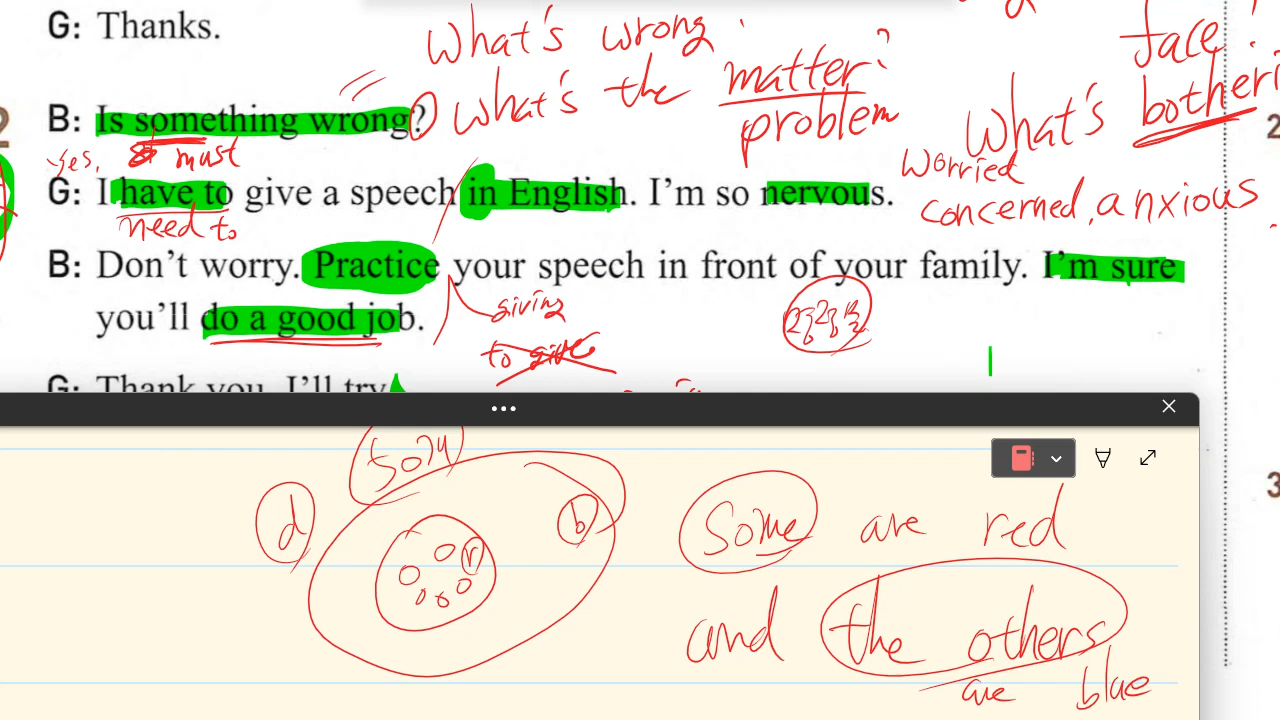 G: Thanks.
What's wrong
face?
B: Is something wrong? What's the matter?
problem
What's botheri
2
yes, must
Worried
G: I have to give a speech in English. I'm so nervous.
need to
concerned, anxious
B: Don't worry. Practice your speech in front of your family. I'm sure
you'll do a good job.
giving
to give
G: Thank you. I'll try
d
b
r
Some are red
3
and the others
are blue